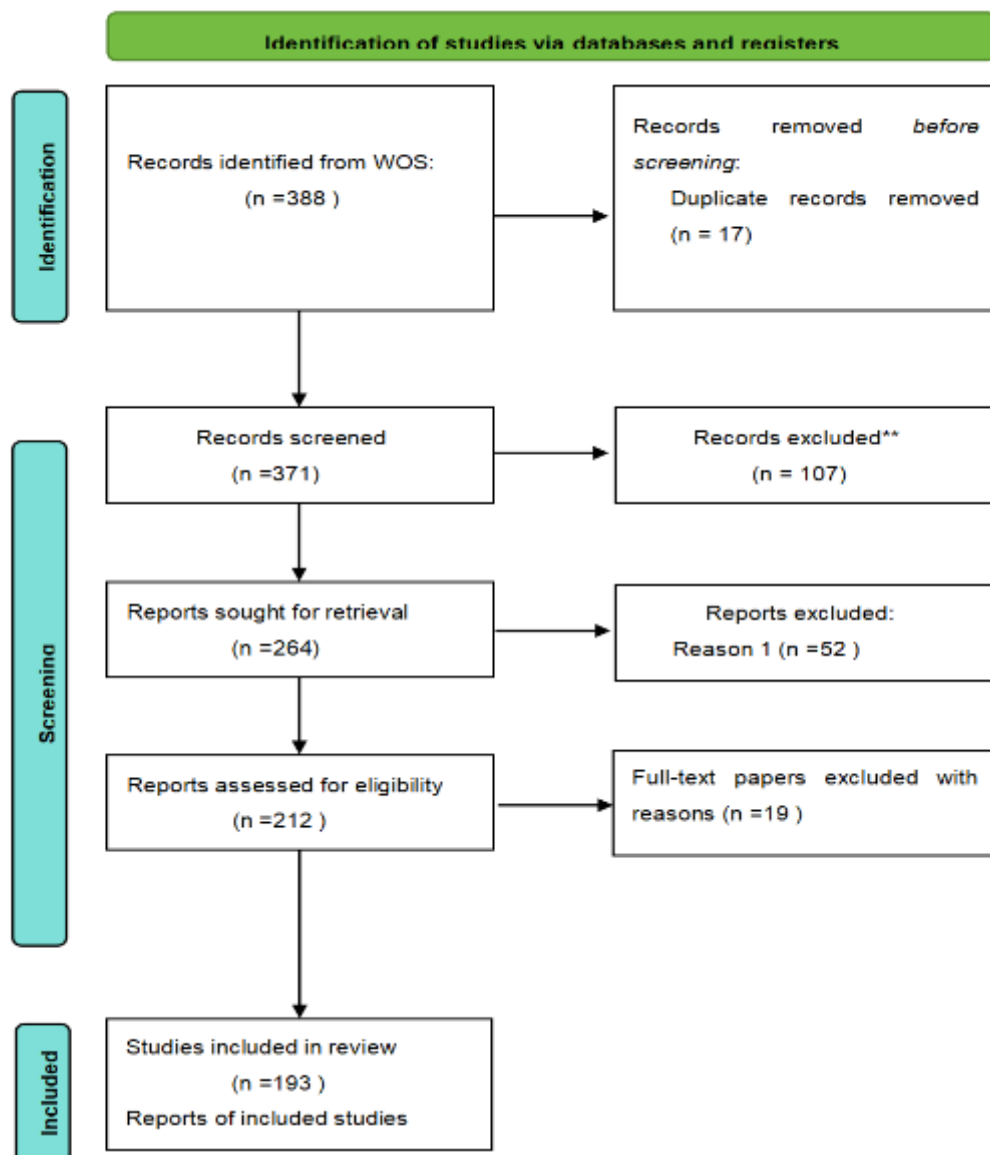 Identification of studies via databases and registers
Identification
Records identified from WOS:
(n =388 )
Records removed before
screening:
Duplicate records removed
(n = 17)
Screening
Records screened
(n =371)
Records excluded**
(n = 107)
Reports sought for retrieval
(n =264)
Reports excluded:
Reason 1 (n =52 )
Reports assessed for eligibility
(n =212 )
Full-text papers excluded with
reasons (n =19 )
Included
Studies included in review
(n =193 )
Reports of included studies